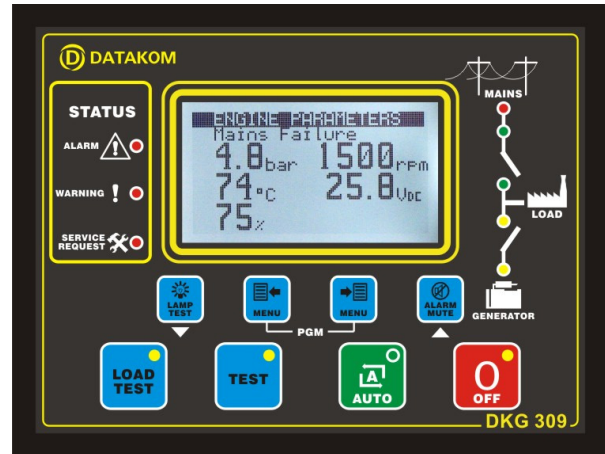 D DATAKOM
STATUS
ALARM
WARNING !
SERVICE
REQUEST
ENGINE PARAMETERS
Mains Failure
4.8bar 1500rpm
74°C 25.8VDC
75%
MAINS
LOAD
GENERATOR
LAMP
TEST
MENU
MENU
ALARM
MUTE
PGM
LOAD
TEST
TEST
A
AUTO
0
OFF
DKG 309